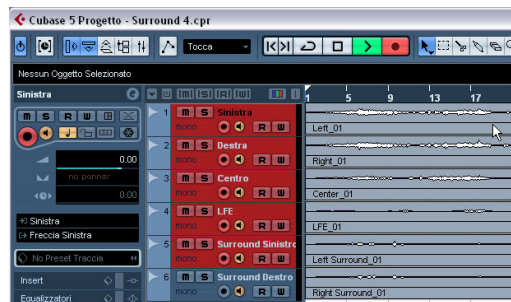 Cubase 5 Progetto - Surround 4.cpr
Tocca
Nessun Oggetto Selezionato
Sinistra
M S R W
0.00
no panner
0.00
Sinistra
Freccia Sinistra
No Preset Traccia
Insert
Equalizzatori
[M] [S] [R] [W]
1 M S Sinistra
mono R W
2 M S Destra
mono R W
3 M S Centro
mono R W
4 M S LFE
mono R W
5 M S Surround Sinistro
mono R W
6 M S Surround Destro
mono R W
1 5 9 13 17
Left_01
Right_01
Center_01
LFE_01
Left Surround_01
Right Surround_01